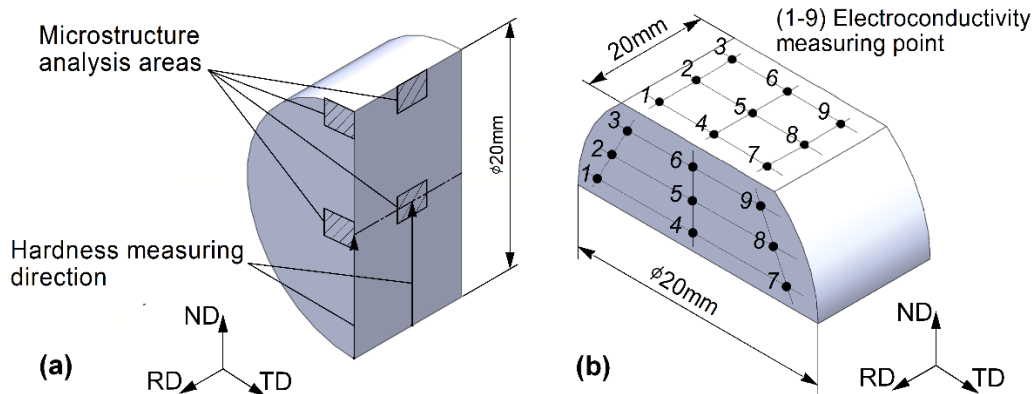 Microstructure
analysis areas
ϕ20mm
Hardness measuring
direction
ND
RD
TD
(a)
(1-9) Electroconductivity
measuring point
20mm
3
2
6
1
5
9
4
8
7
3
2
6
1
5
9
4
8
7
ϕ20mm
ND
RD
TD
(b)